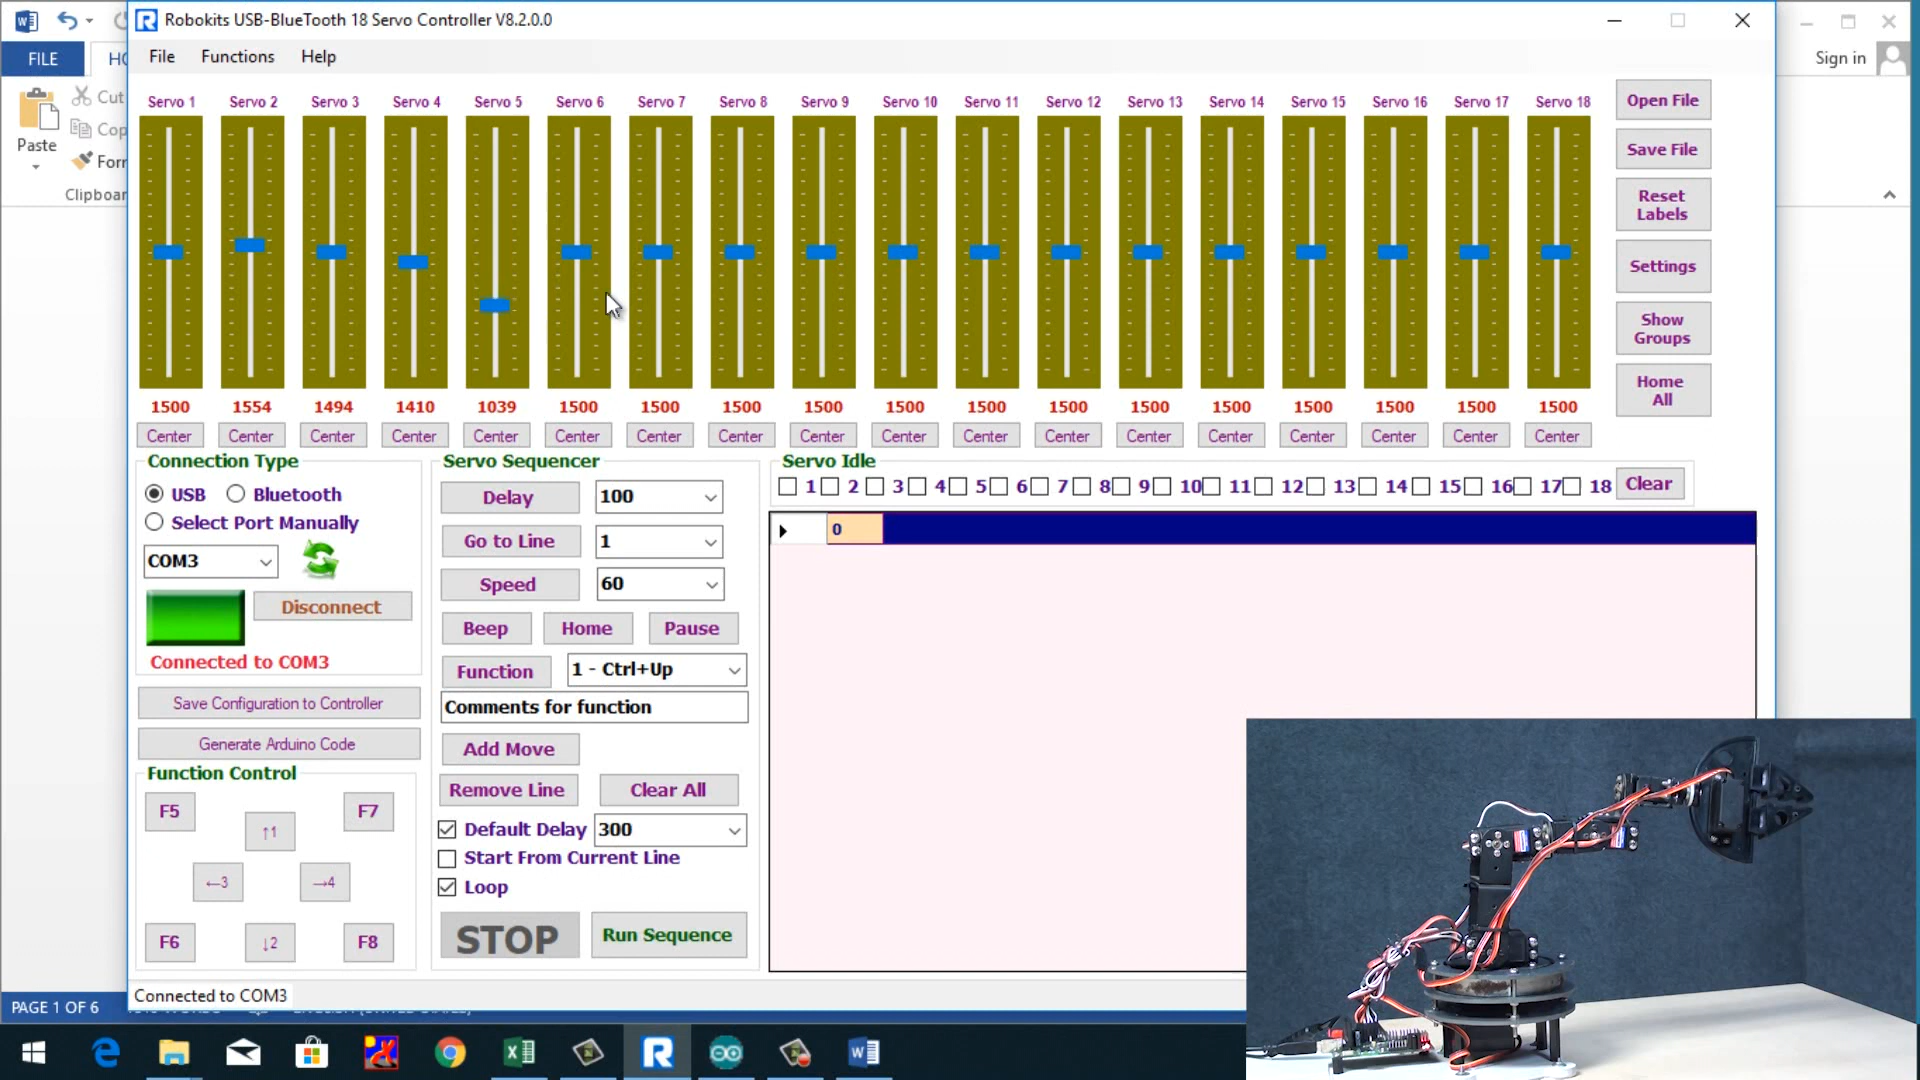 Robokits USB-BlueTooth 18 Servo Controller V8.2.0.0
FILE
Sign in
File Functions Help
Cut
Paste
Clipboar
Servo 1 Servo 2 Servo 3 Servo 4 Servo 5 Servo 6 Servo 7 Servo 8 Servo 9 Servo 10 Servo 11 Servo 12 Servo 13 Servo 14 Servo 15 Servo 16 Servo 17 Servo 18
Open File
Save File
Reset
Labels
Settings
Show
Groups
Home
All
1500 1554 1494 1410 1039 1500 1500 1500 1500 1500 1500 1500 1500 1500 1500 1500 1500 1500
Center Center Center Center Center Center Center Center Center Center Center Center Center Center Center Center Center Center
Connection Type
USB Bluetooth
Select Port Manually
COM3
Disconnect
Connected to COM3
Save Configuration to Controller
Generate Arduino Code
Function Control
F5 ↑1 F7
←3 →4
F6 ↓2 F8
Servo Sequencer
Delay 100
Go to Line 1
Speed 60
Beep Home Pause
Function 1 - Ctrl+Up
Comments for function
Add Move
Remove Line Clear All
Default Delay 300
Start From Current Line
Loop
STOP Run Sequence
Servo Idle
1 2 3 4 5 6 7 8 9 10 11 12 13 14 15 16 17 18 Clear
0
Connected to COM3
PAGE 1 OF 6